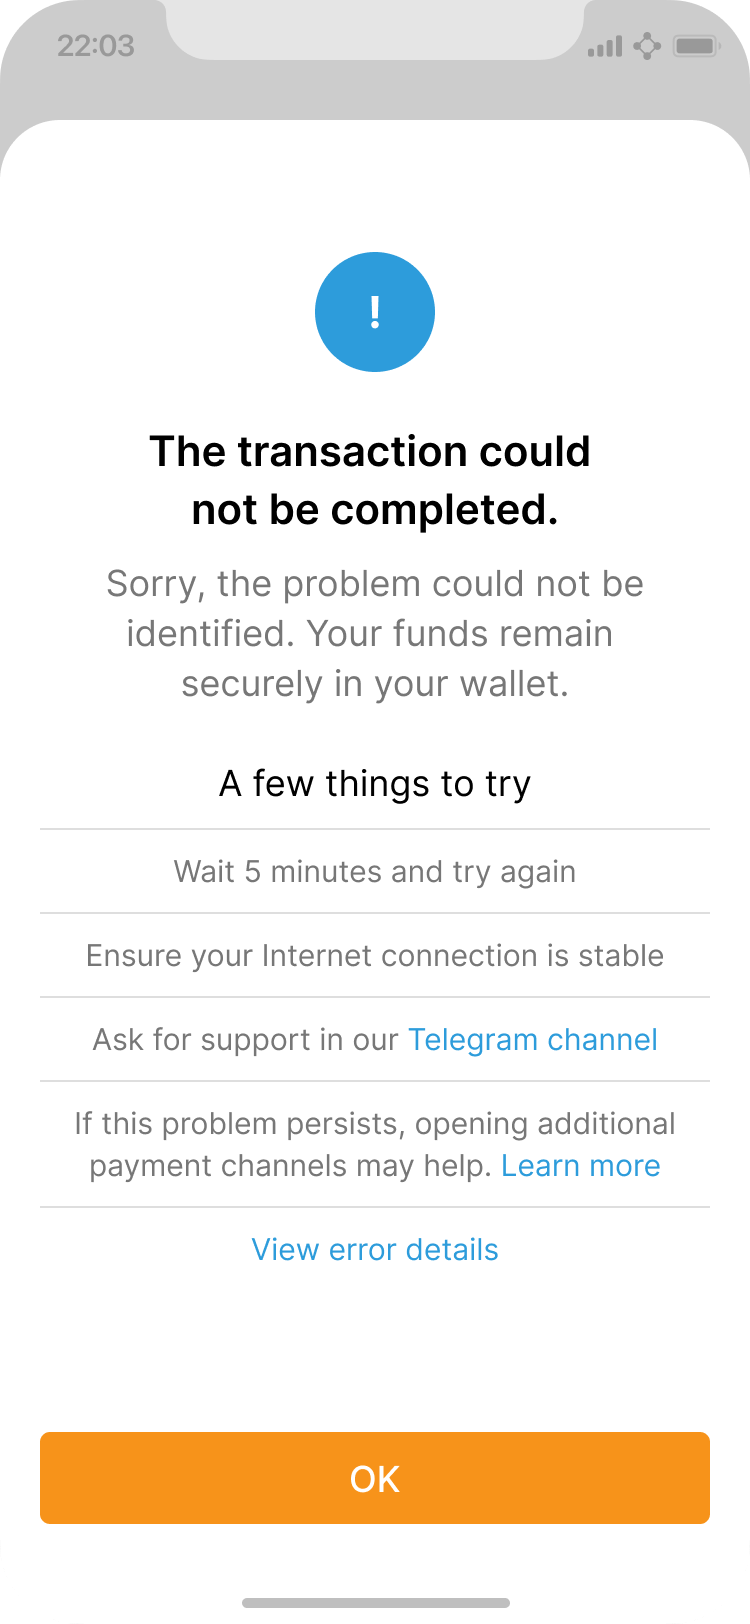 22:03
!
The transaction could
not be completed.
Sorry, the problem could not be
identified. Your funds remain
securely in your wallet.
A few things to try
Wait 5 minutes and try again
Ensure your Internet connection is stable
Ask for support in our Telegram channel
If this problem persists, opening additional
payment channels may help. Learn more
View error details
OK